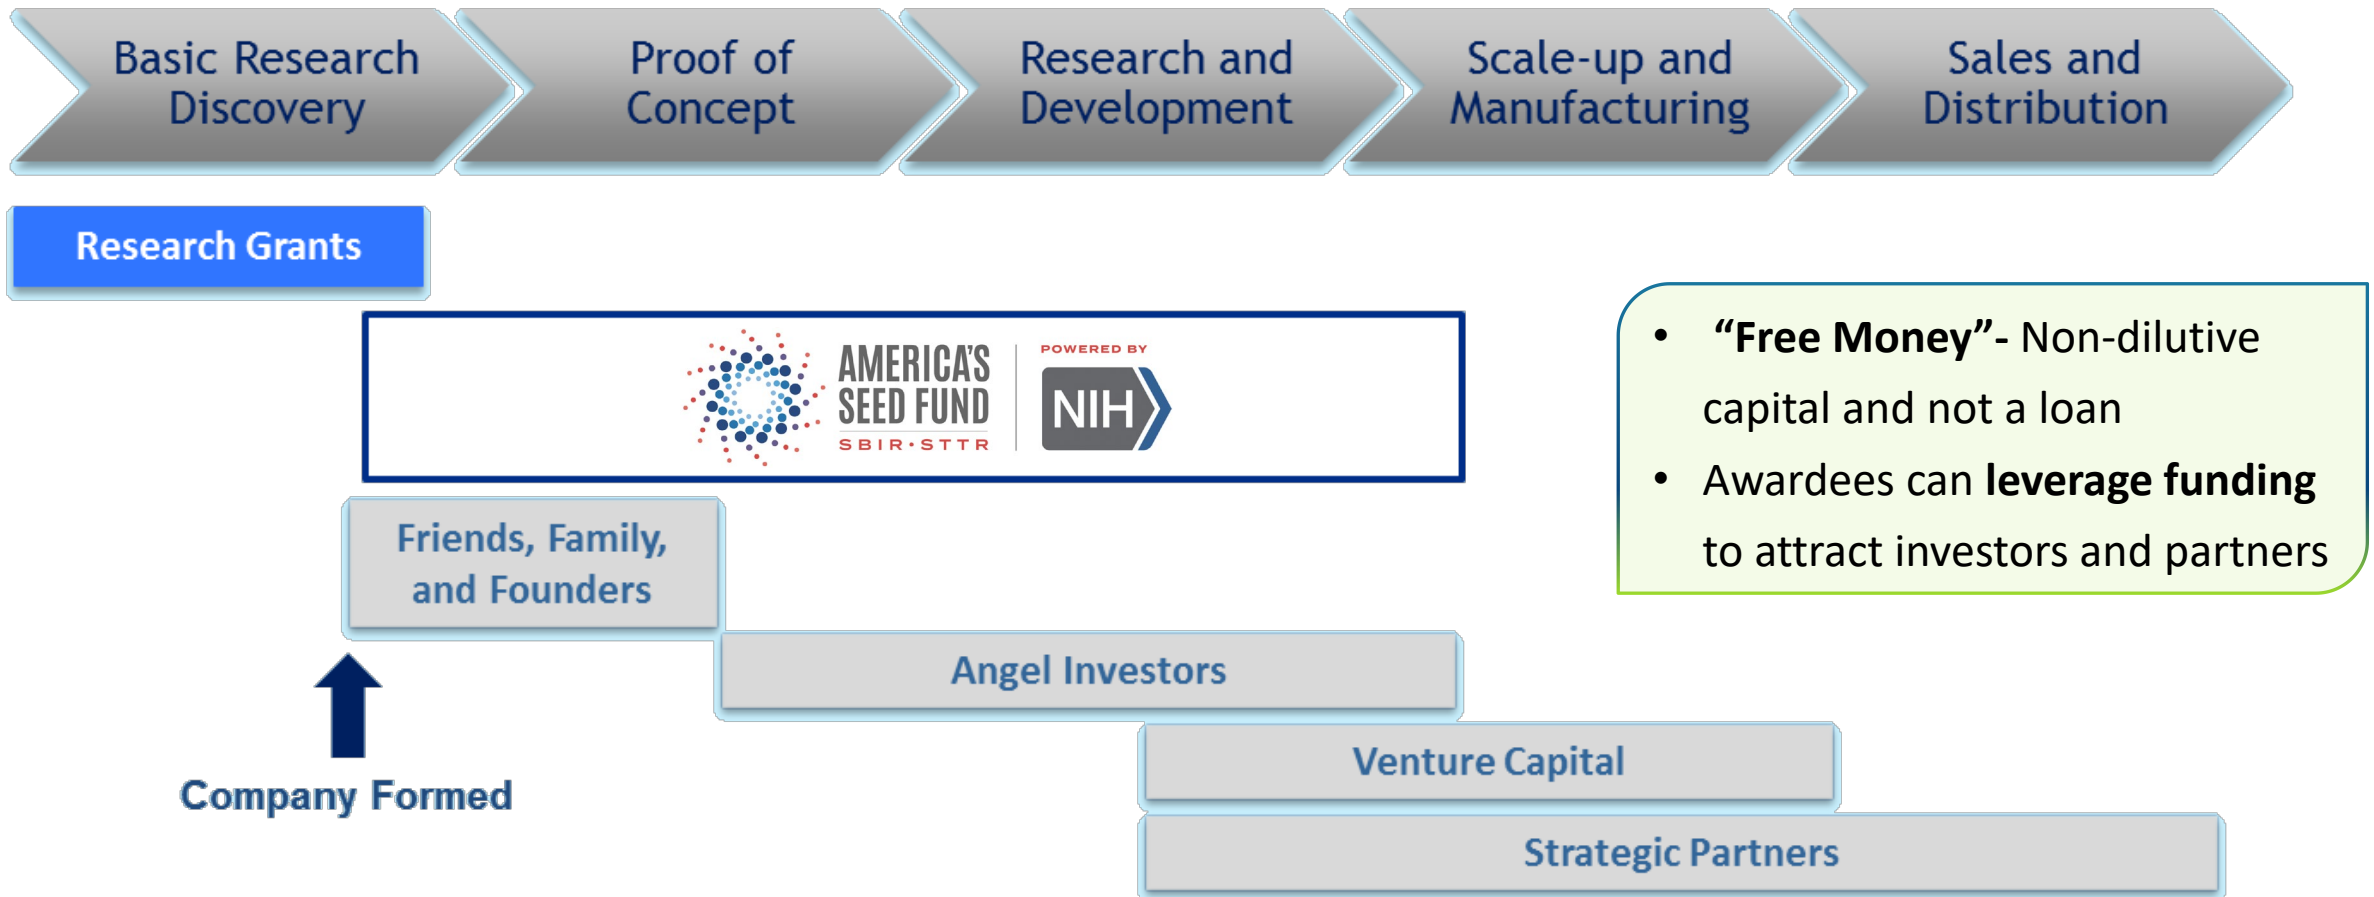 Basic Research
Discovery
Proof of
Concept
Research and
Development
Scale-up and
Manufacturing
Sales and
Distribution
Research Grants
AMERICA'S
SEED FUND
SBIR·STTR
POWERED BY
NIH
• “Free Money”- Non-dilutive
capital and not a loan
• Awardees can leverage funding
to attract investors and partners
Friends, Family,
and Founders
Angel Investors
Company Formed
Venture Capital
Strategic Partners